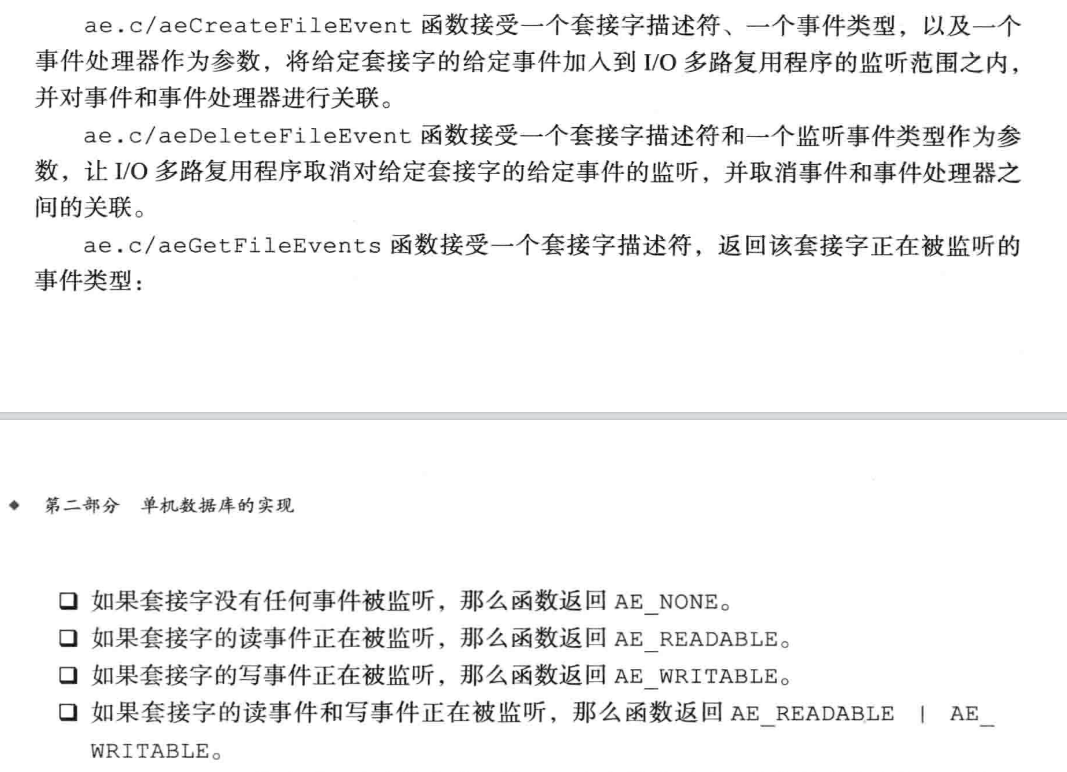 ae.c/aeCreateFileEvent 函数接受一个套接字描述符、一个事件类型，以及一个
事件处理器作为参数，将给定套接字的给定事件加入到 I/O 多路复用程序的监听范围之内，
并对事件和事件处理器进行关联。
ae.c/aeDeleteFileEvent 函数接受一个套接字描述符和一个监听事件类型作为参
数，让 I/O 多路复用程序取消对给定套接字的给定事件的监听，并取消事件和事件处理器之
间的关联。
ae.c/aeGetFileEvents 函数接受一个套接字描述符，返回该套接字正在被监听的
事件类型：
◆ 第二部分 单机数据库的实现
❑ 如果套接字没有任何事件被监听，那么函数返回 AE_NONE。
❑ 如果套接字的读事件正在被监听，那么函数返回 AE_READABLE。
❑ 如果套接字的写事件正在被监听，那么函数返回 AE_WRITABLE。
❑ 如果套接字的读事件和写事件正在被监听，那么函数返回 AE_READABLE | AE_
WRITABLE。